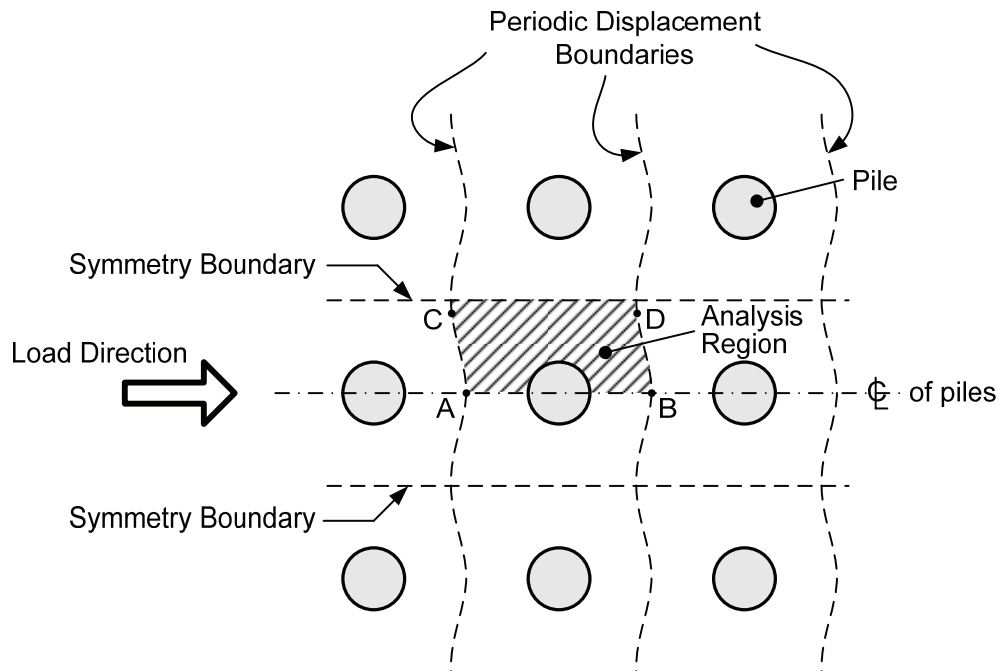 Periodic Displacement
Boundaries
Pile
Symmetry Boundary
C
D
Analysis
Region
Load Direction
A
B
℄ of piles
Symmetry Boundary